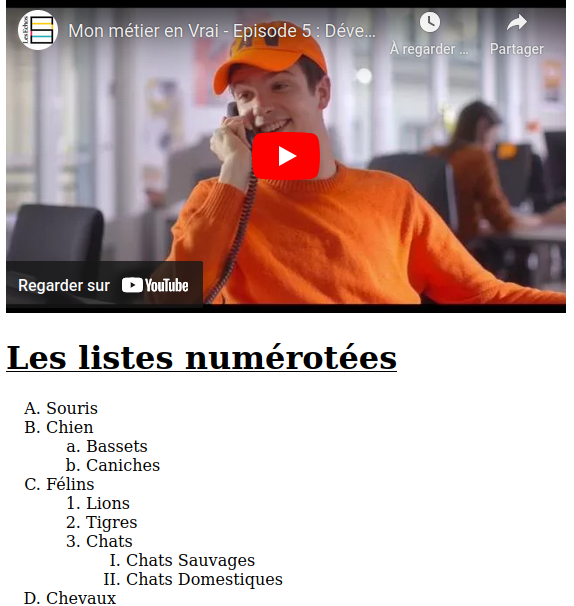 LesEchos
Mon métier en Vrai - Episode 5 : Déve...
À regarder ...
Partager
Regarder sur YouTube
Les listes numérotées
A. Souris
B. Chien
a. Bassets
b. Caniches
C. Félins
1. Lions
2. Tigres
3. Chats
I. Chats Sauvages
II. Chats Domestiques
D. Chevaux